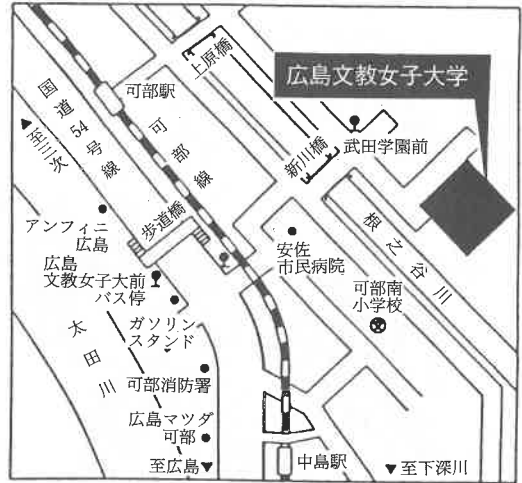 広島文教女子大学
上原橋
可部駅
国道54号線
▲至三次
可部線
武田学園前
新川橋
根之谷川
アンフィニ
広島
歩道橋
安佐
市民病院
広島
文教女子大前
バス停
可部南
小学校
太田川
ガソリン
スタンド
可部消防署
広島マツダ
可部
至広島▼
中島駅
▼至下深川